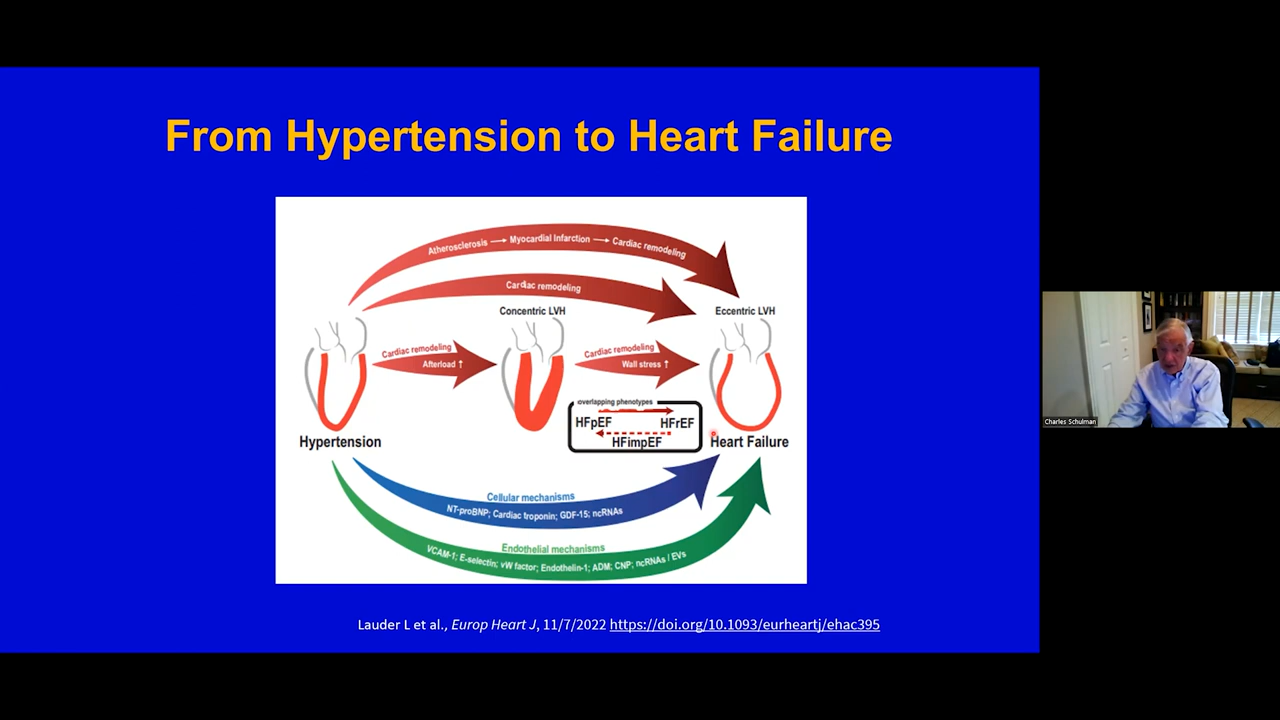 From Hypertension to Heart Failure
Atherosclerosis → Myocardial Infarction → Cardiac remodeling
Cardiac remodeling
Concentric LVH
Eccentric LVH
Cardiac remodeling
Afterload ↑
Cardiac remodeling
Wall stress ↑
overlapping phenotypes
HFpEF
HFrEF
HFimpEF
Hypertension
Heart Failure
Cellular mechanisms
NT-proBNP; Cardiac troponin; GDF-15; ncRNAs
Endothelial mechanisms
VCAM-1; E-selectin; vW factor; Endothelin-1; ADM; CNP; ncRNAs / EVs
Lauder L et al., Europ Heart J, 11/7/2022 https://doi.org/10.1093/eurheartj/ehac395
Charles Schulman